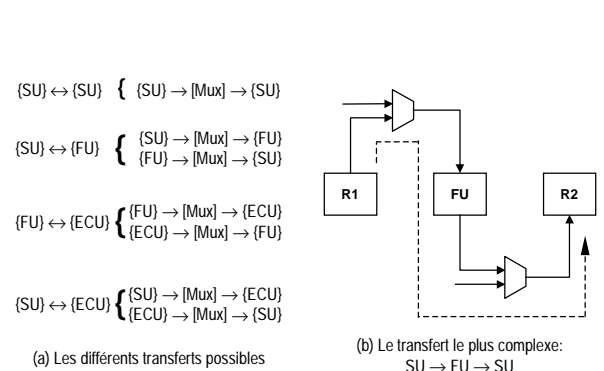 {SU} ↔ {SU} { {SU} → [Mux] → {SU}
{SU} ↔ {FU} { {SU} → [Mux] → {FU}
{FU} → [Mux] → {SU}
{FU} ↔ {ECU} { {FU} → [Mux] → {ECU}
{ECU} → [Mux] → {FU}
{SU} ↔ {ECU} { {SU} → [Mux] → {ECU}
{ECU} → [Mux] → {SU}
(a) Les différents transferts possibles
R1
FU
R2
(b) Le transfert le plus complexe:
SU → FU → SU